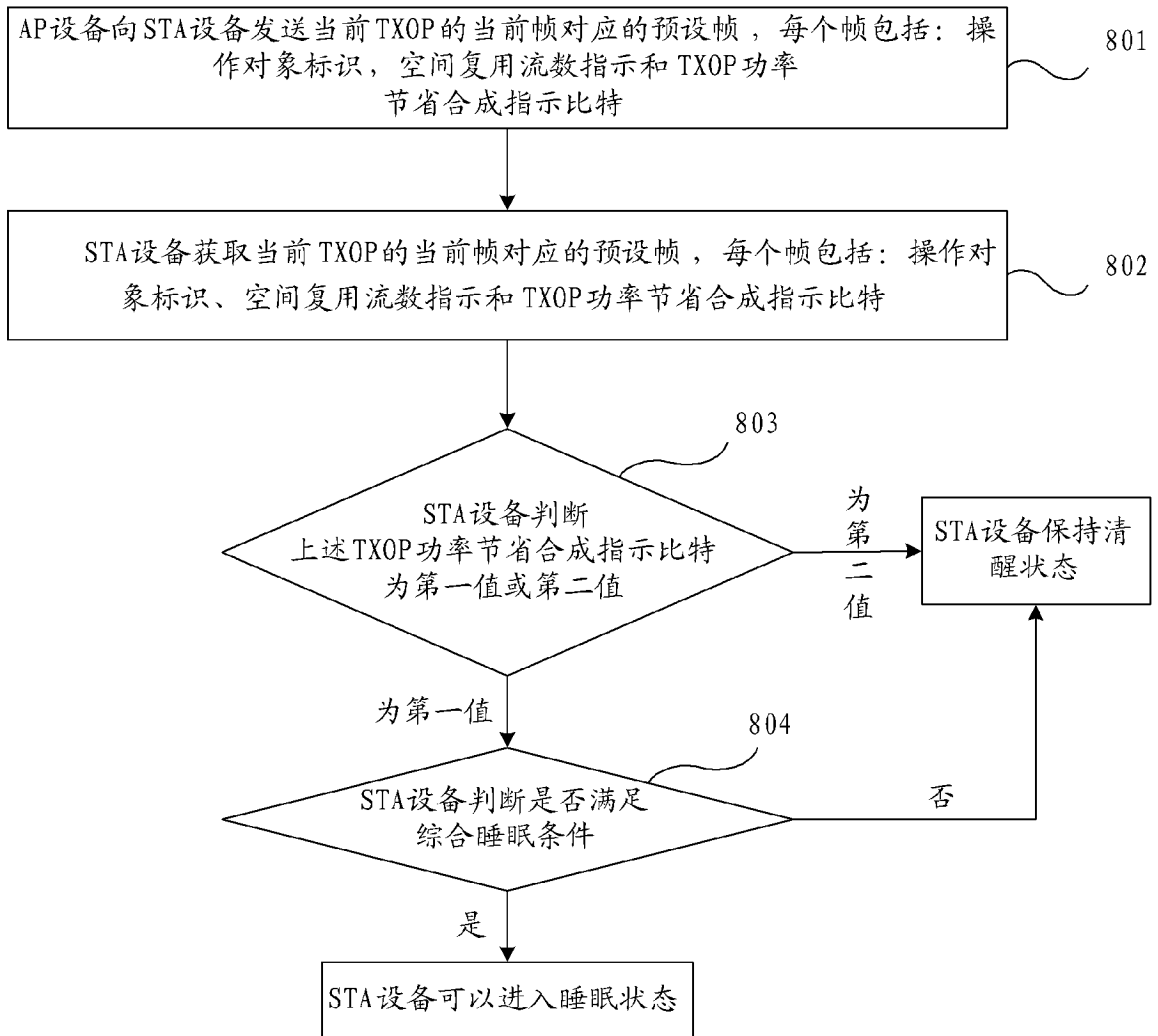 AP设备向STA设备发送当前TXOP的当前帧对应的预设帧，每个帧包括：操
作对象标识，空间复用流数指示和TXOP功率
节省合成指示比特
801
STA设备获取当前TXOP的当前帧对应的预设帧，每个帧包括：操作对
象标识、空间复用流数指示和TXOP功率节省合成指示比特
802
803
STA设备判断
上述TXOP功率节省合成指示比特
为第一值或第二值
为第二值
STA设备保持清
醒状态
为第一值
804
STA设备判断是否满足
综合睡眠条件
否
是
STA设备可以进入睡眠状态